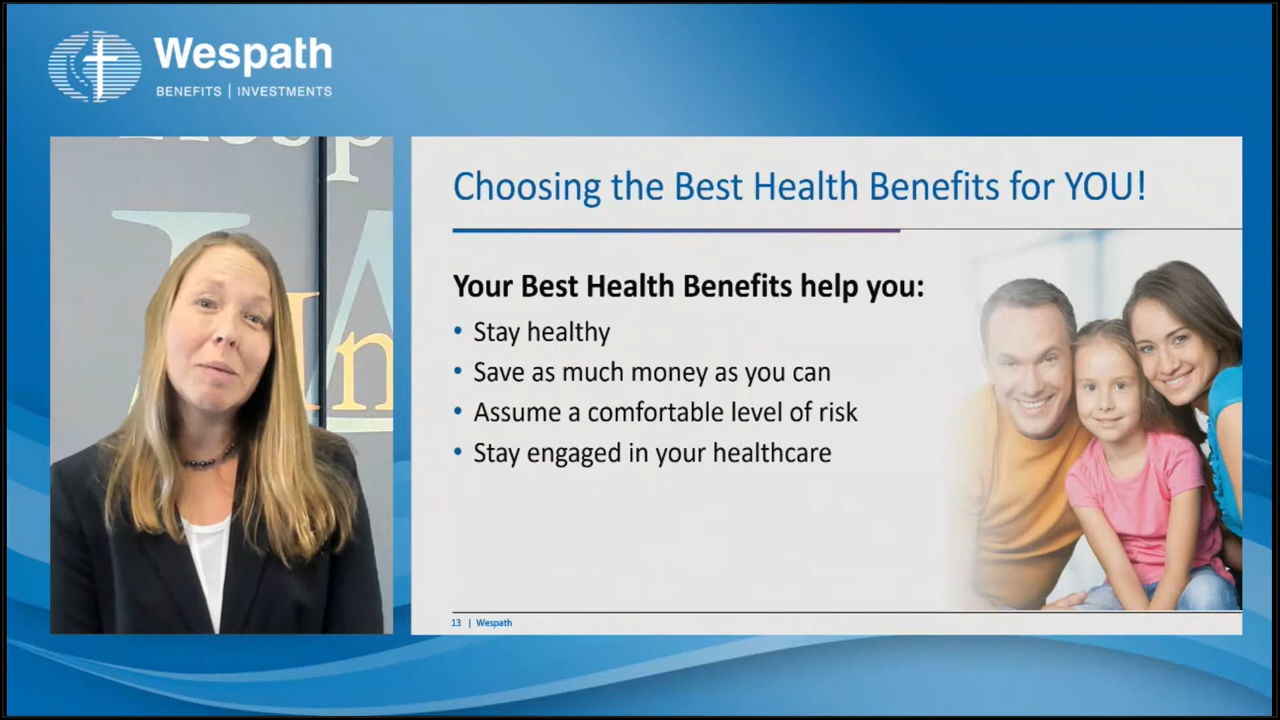 Wespath
BENEFITS | INVESTMENTS
Choosing the Best Health Benefits for YOU!
Your Best Health Benefits help you:
• Stay healthy
• Save as much money as you can
• Assume a comfortable level of risk
• Stay engaged in your healthcare
13 | Wespath